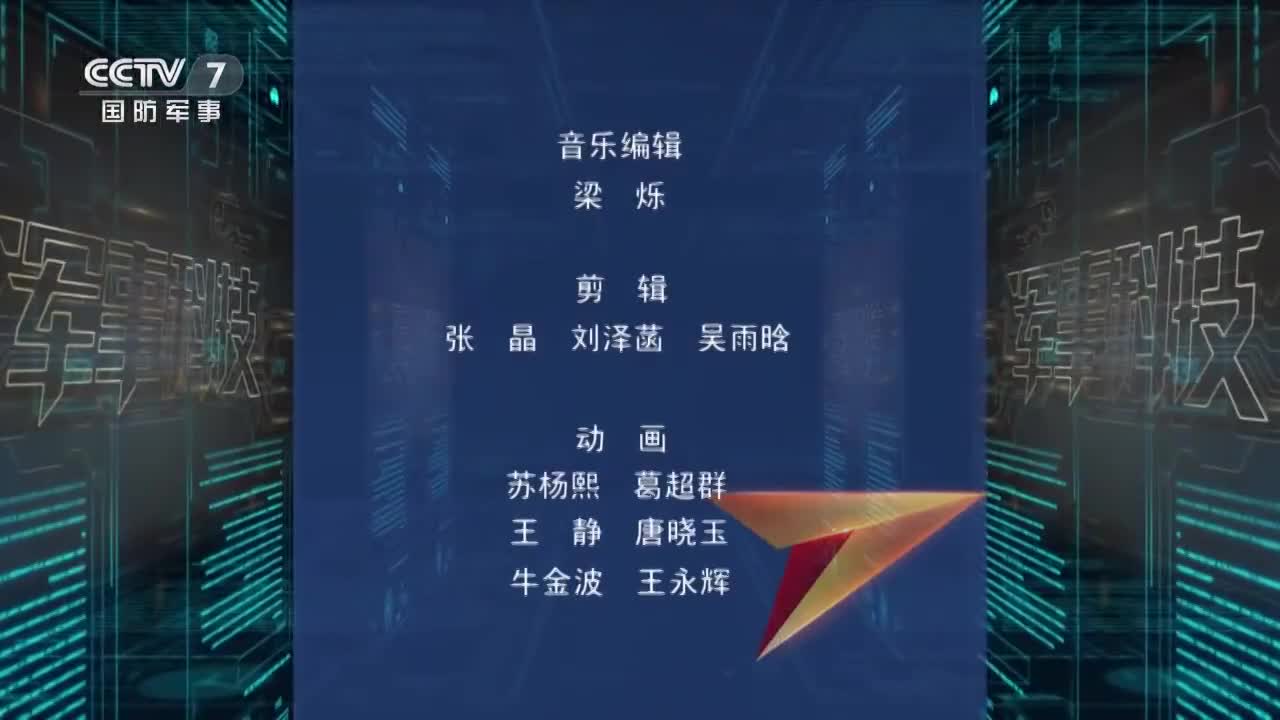 CCTV 7
国防军事
音乐编辑
梁 烁
剪 辑
张 晶 刘泽菡 吴雨晗
动 画
苏杨熙 葛超群
王 静 唐晓玉
牛金波 王永辉
军事科技
军事科技